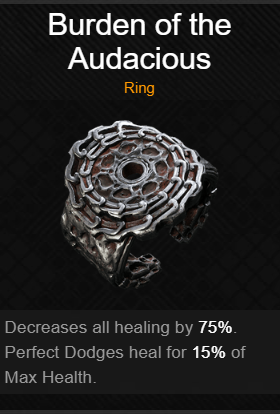 Burden of the
Audacious
Ring
Decreases all healing by 75%.
Perfect Dodges heal for 15% of
Max Health.